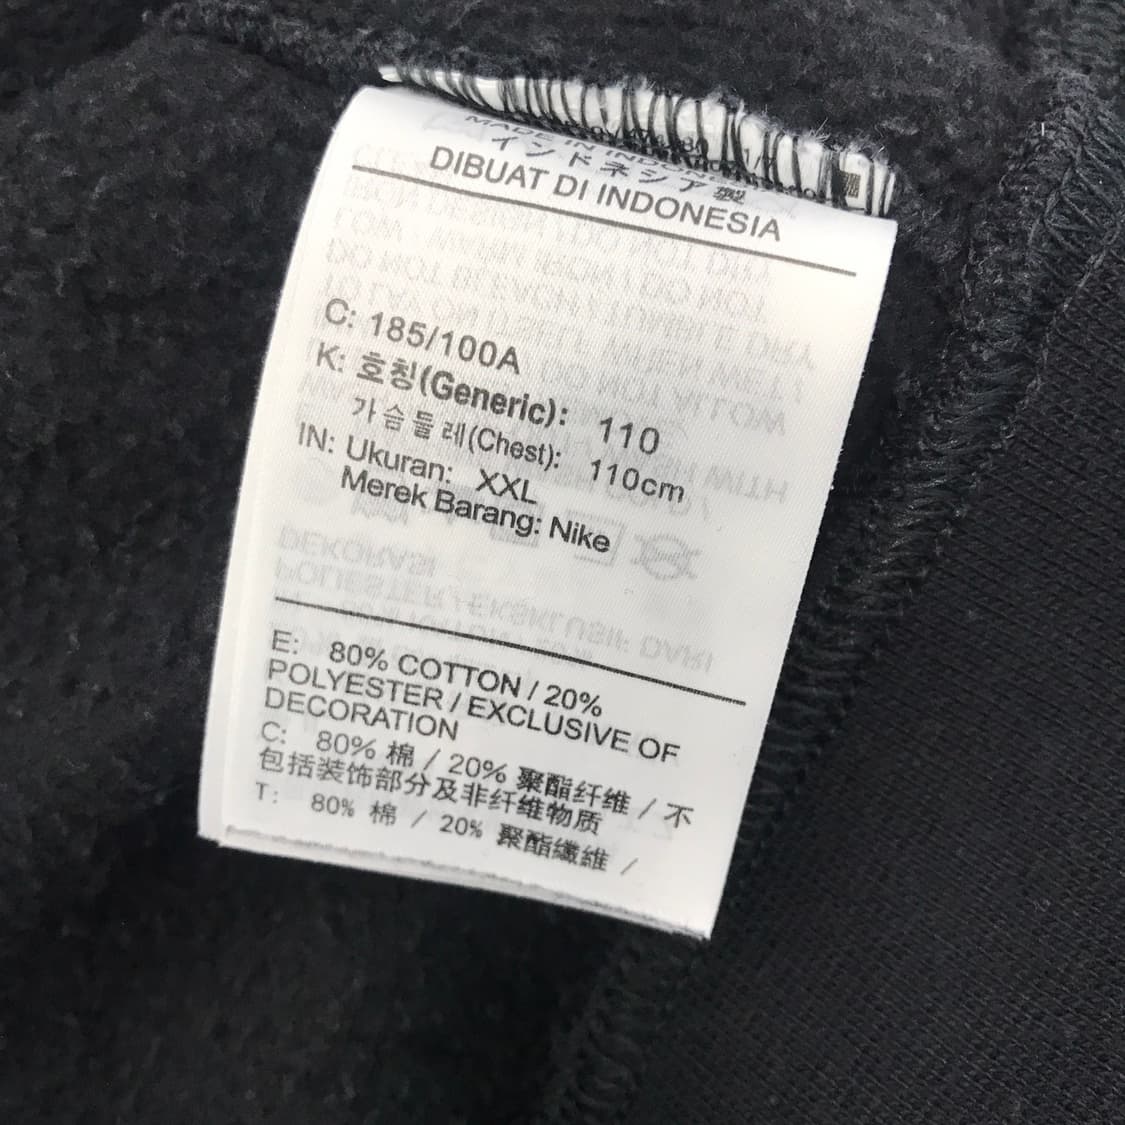 MADE IN INDONESIA
インドネシア製
DIBUAT DI INDONESIA
C: 185/100A
K: 호칭(Generic): 110
가슴둘레(Chest): 110cm
IN: Ukuran: XXL
Merek Barang: Nike
E: 80% COTTON / 20%
POLYESTER / EXCLUSIVE OF
DECORATION
C: 80% 棉 / 20% 聚酯纤维 / 不
包括装饰部分及非纤维物质
T: 80% 棉 / 20% 聚酯纖維 /